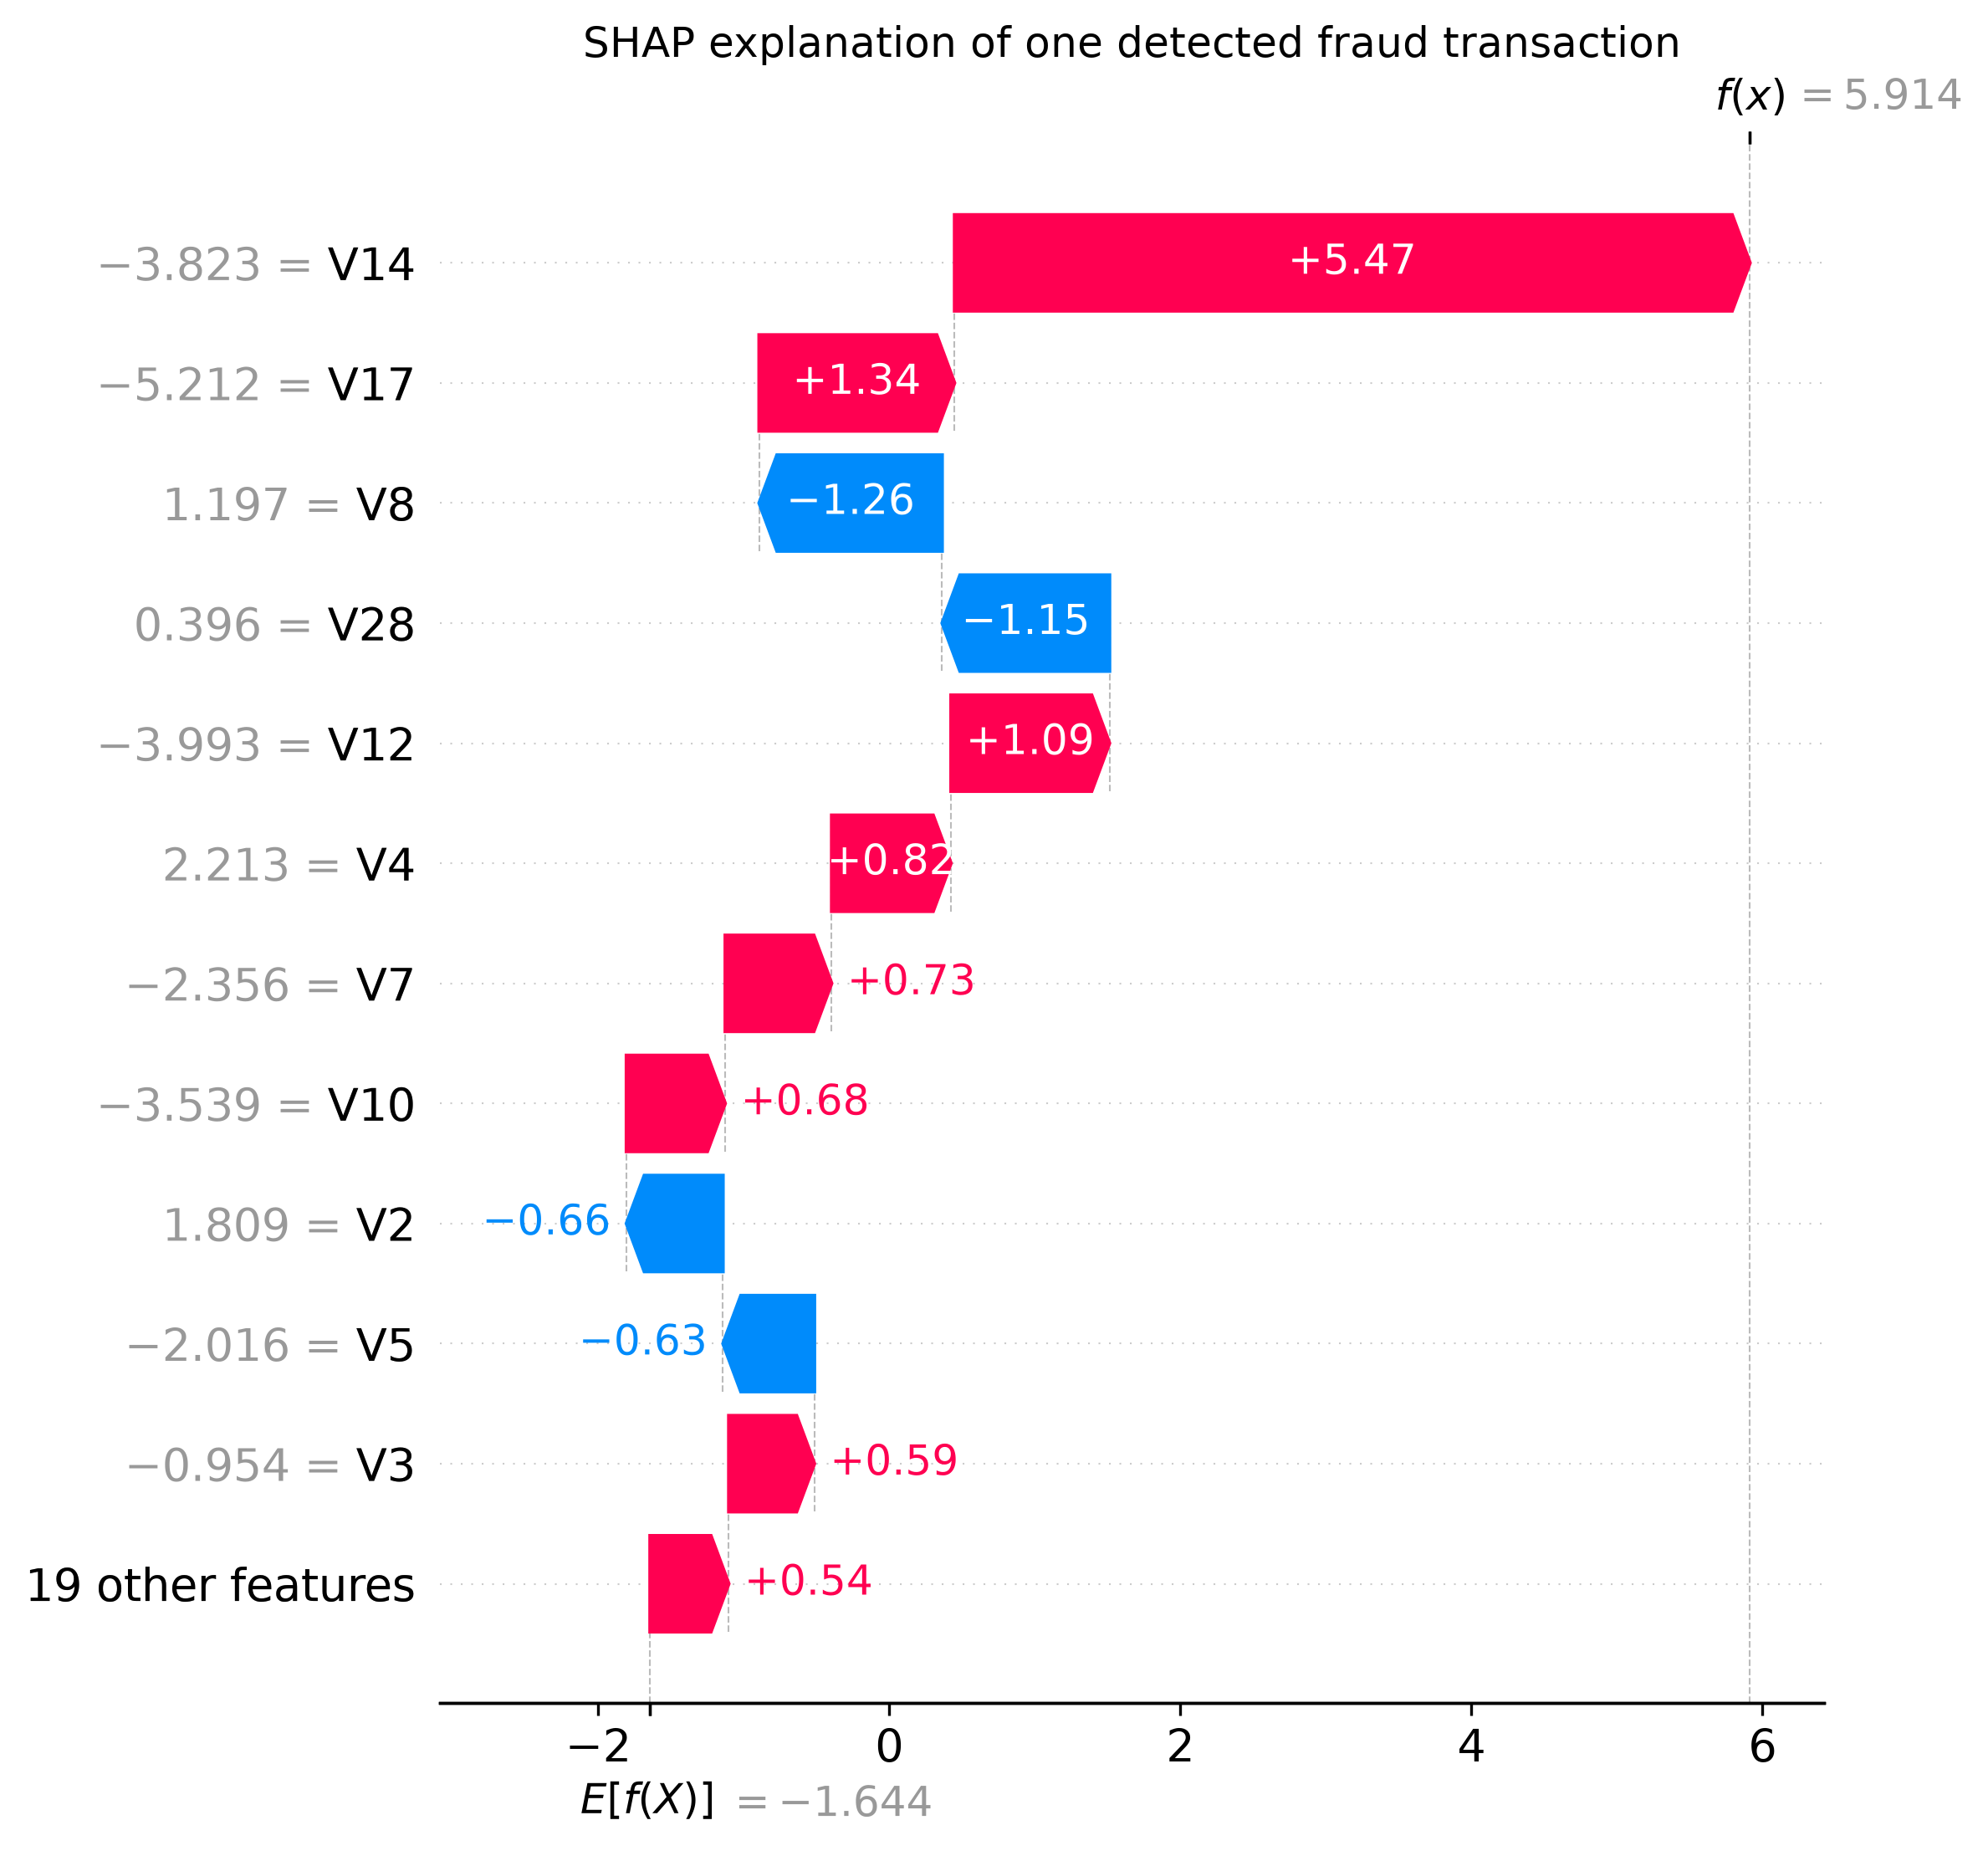 SHAP explanation of one detected fraud transaction
f(x) = 5.914
−3.823 = V14 +5.47
−5.212 = V17 +1.34
1.197 = V8 −1.26
0.396 = V28 −1.15
−3.993 = V12 +1.09
2.213 = V4 +0.82
−2.356 = V7 +0.73
−3.539 = V10 +0.68
1.809 = V2 −0.66
−2.016 = V5 −0.63
−0.954 = V3 +0.59
19 other features +0.54
−2 0 2 4 6
E[f(X)] = −1.644